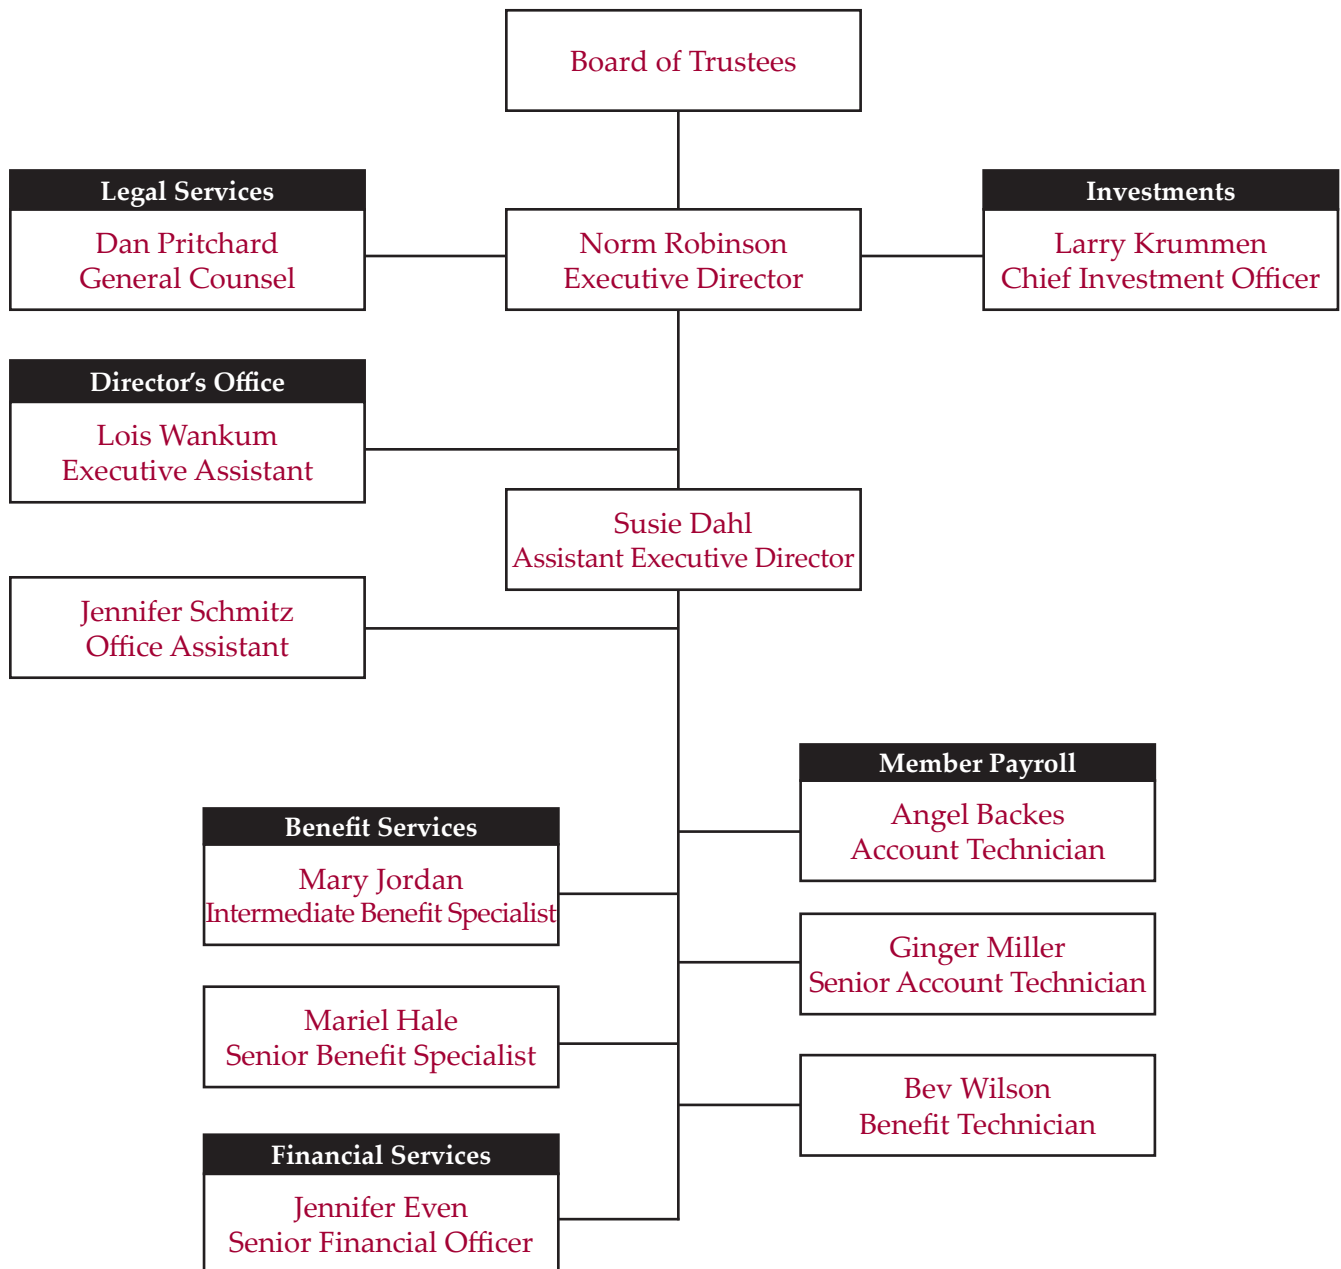 Board of Trustees
Legal Services
Dan Pritchard
General Counsel
Norm Robinson
Executive Director
Investments
Larry Krummen
Chief Investment Officer
Director's Office
Lois Wankum
Executive Assistant
Susie Dahl
Assistant Executive Director
Jennifer Schmitz
Office Assistant
Member Payroll
Angel Backes
Account Technician
Benefit Services
Mary Jordan
Intermediate Benefit Specialist
Ginger Miller
Senior Account Technician
Mariel Hale
Senior Benefit Specialist
Bev Wilson
Benefit Technician
Financial Services
Jennifer Even
Senior Financial Officer